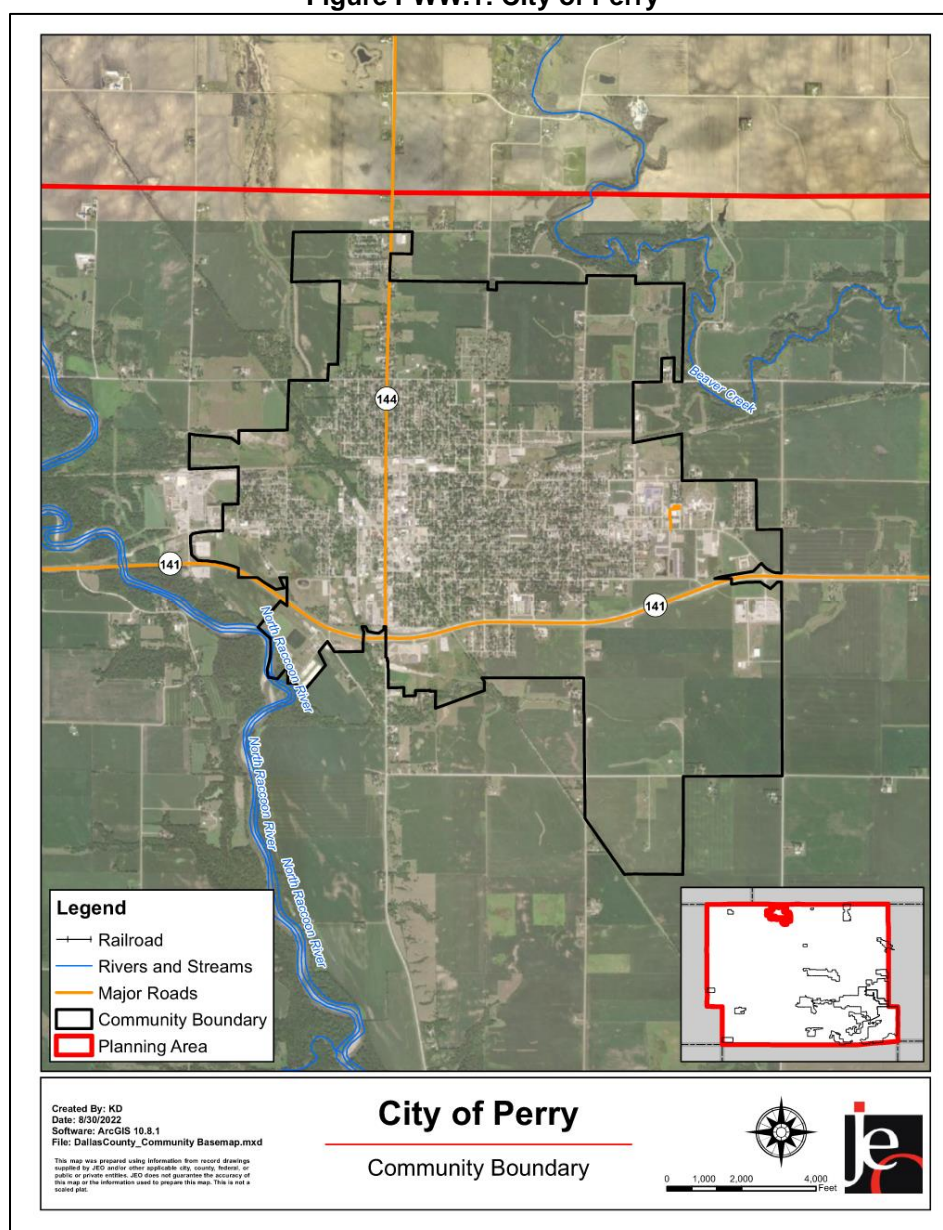 Figure PWW.1: City of Perry
144
Beaver Creek
141
141
North Raccoon River
North Raccoon River
North Raccoon River
Legend
Railroad
Rivers and Streams
Major Roads
Community Boundary
Planning Area
Created By: KD
Date: 8/30/2022
Software: ArcGIS 10.8.1
File: DallasCounty_Community Basemap.mxd
This map was prepared using information from record drawings
supplied by JEO and/or other applicable city, county, federal, or
public or private entities. JEO does not guarantee the accuracy of
this map or the information used to prepare this map. This is not a
scaled plat.
City of Perry
Community Boundary
0 1,000 2,000 4,000
Feet
jeo